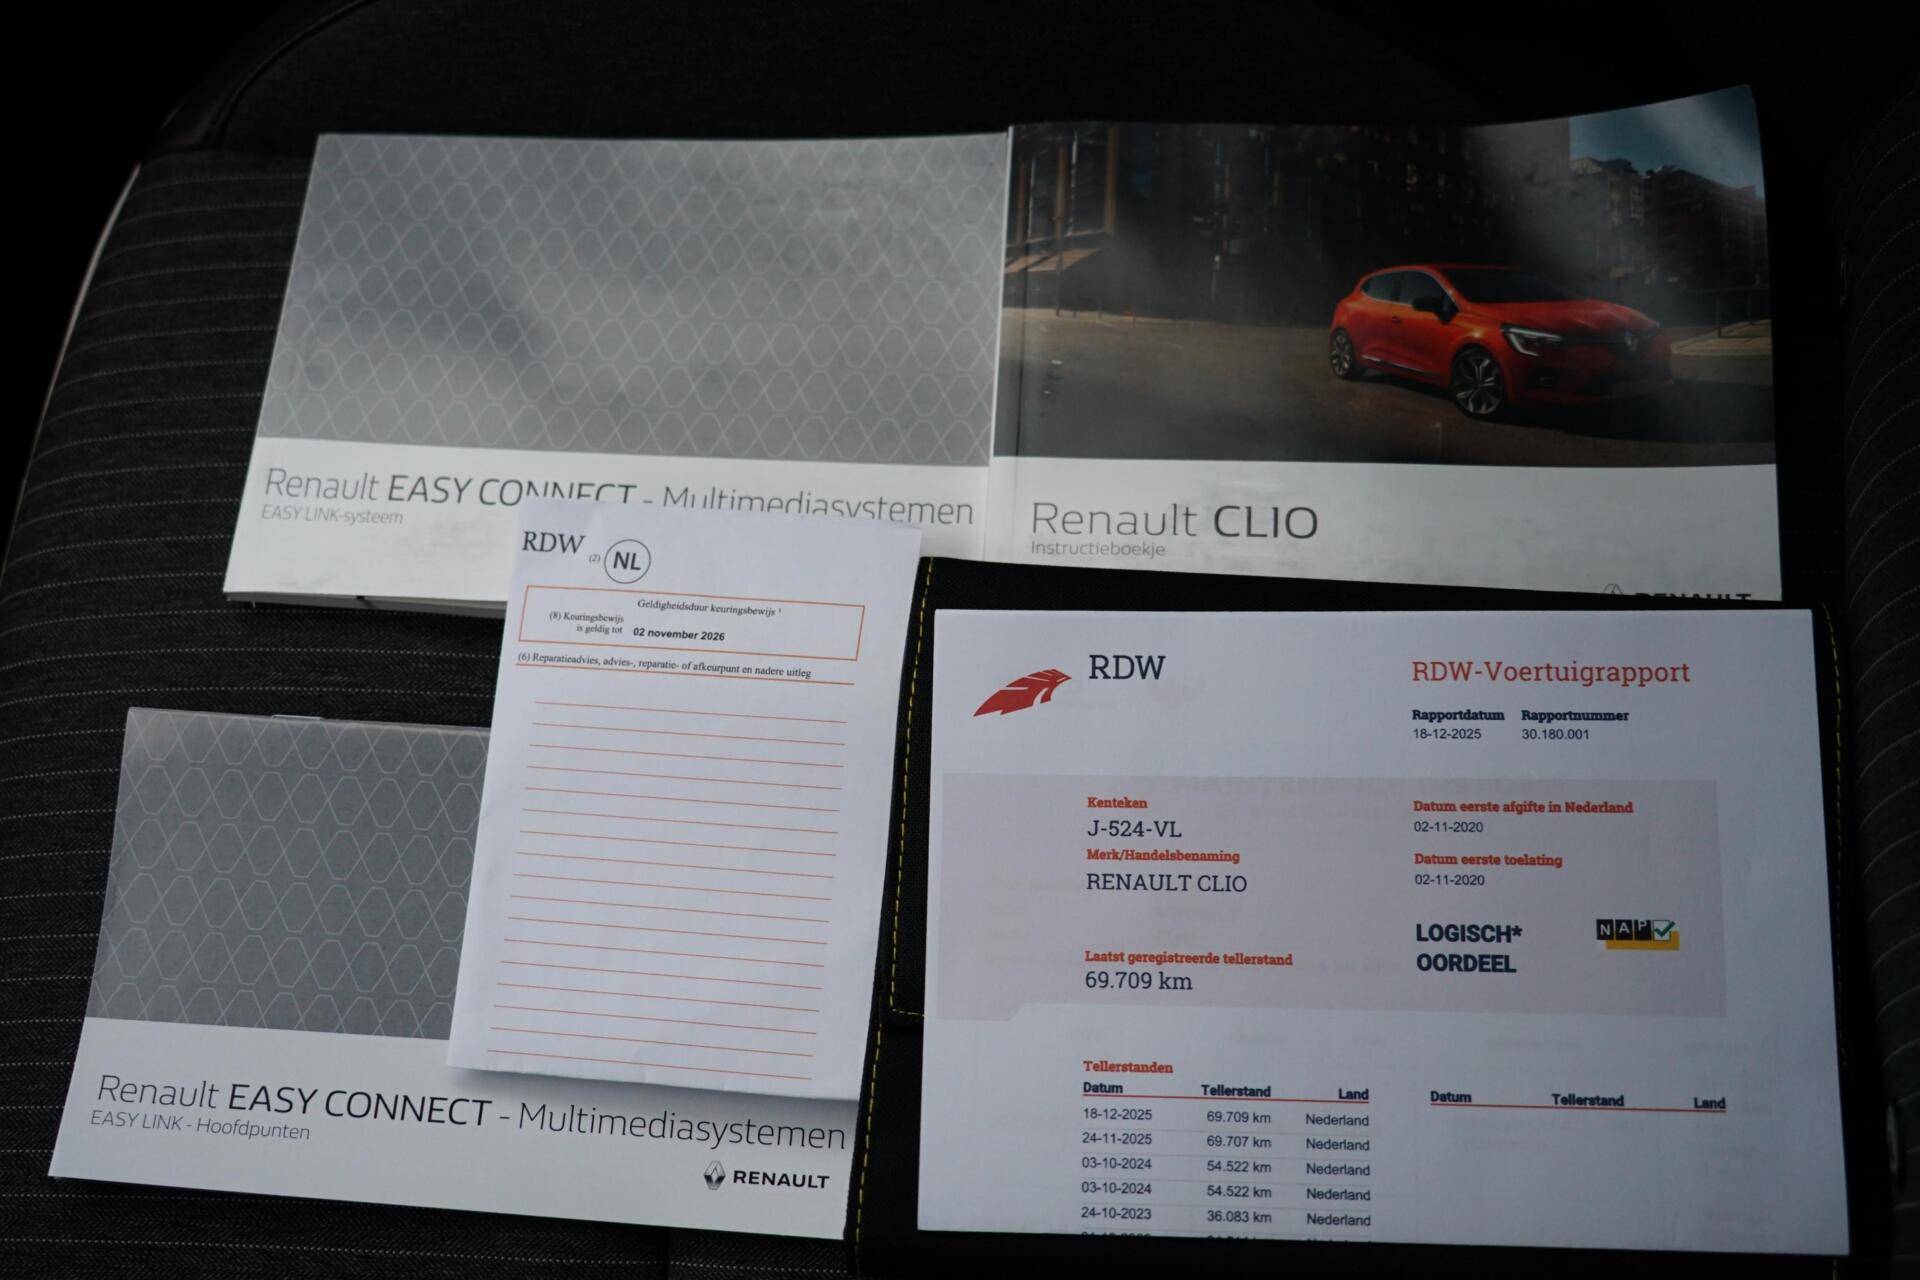 Renault EASY CONNECT - Multimediasystemen
EASY LINK-systeem
Renault CLIO
Instructieboekje
RENAULT
RDW (2) NL
Geldigheidsduur keuringsbewijs ¹
(8) Keuringsbewijs
is geldig tot 02 november 2026
(6) Reparatieadvies, advies-, reparatie- of afkeurpunt en nadere uitleg
Renault EASY CONNECT - Multimediasystemen
EASY LINK - Hoofdpunten
RENAULT
RDW
RDW-Voertuigrapport
Rapportdatum Rapportnummer
18-12-2025 30.180.001
Kenteken
J-524-VL
Merk/Handelsbenaming
RENAULT CLIO
Laatst geregistreerde tellerstand
69.709 km
Datum eerste afgifte in Nederland
02-11-2020
Datum eerste toelating
02-11-2020
LOGISCH*
OORDEEL
NAP
Tellerstanden
Datum Tellerstand Land
18-12-2025 69.709 km Nederland
24-11-2025 69.707 km Nederland
03-10-2024 54.522 km Nederland
03-10-2024 54.522 km Nederland
24-10-2023 36.083 km Nederland
Datum Tellerstand Land